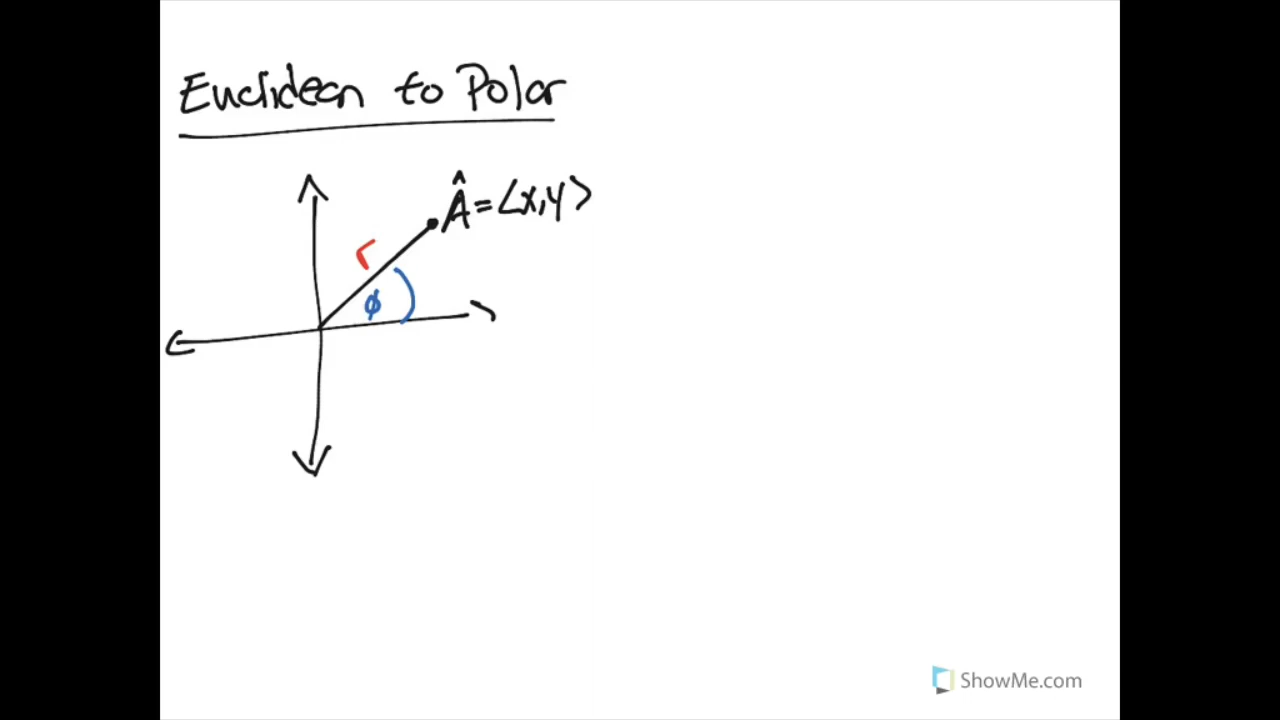 Euclidean to Polar
Â = ⟨x,y⟩
r
ϕ
ShowMe.com